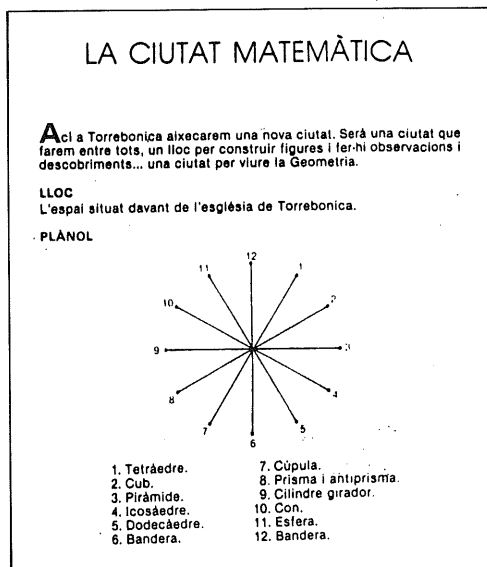 LA CIUTAT MATEMÀTICA
Ací a Torrebonica aixecarem una nova ciutat. Serà una ciutat que
farem entre tots, un lloc per construir figures i fer-hi observacions i
descobriments... una ciutat per viure la Geometria.
LLOC
L'espai situat davant de l'església de Torrebonica.
PLÀNOL
12
11
1
10
2
9
3
8
4
7
5
6
1. Tetràedre.
2. Cub.
3. Piràmide.
4. Icosàedre.
5. Dodecàedre.
6. Bandera.
7. Cúpula.
8. Prisma i antiprisma.
9. Cilindre girador.
10. Con.
11. Esfera.
12. Bandera.